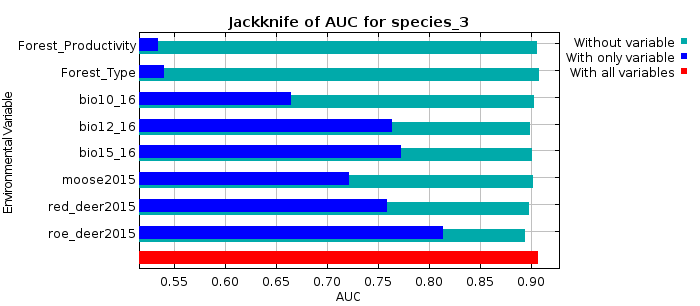 Jackknife of AUC for species_3
Environmental Variable
Forest_Productivity
Forest_Type
bio10_16
bio12_16
bio15_16
moose2015
red_deer2015
roe_deer2015
0.55 0.60 0.65 0.70 0.75 0.80 0.85 0.90
AUC
Without variable
With only variable
With all variables